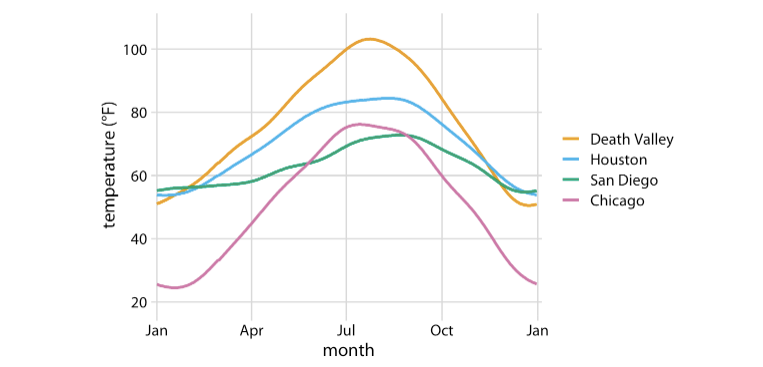 temperature (°F)
100
80
60
40
20
Jan Apr Jul Oct Jan
month
Death Valley
Houston
San Diego
Chicago